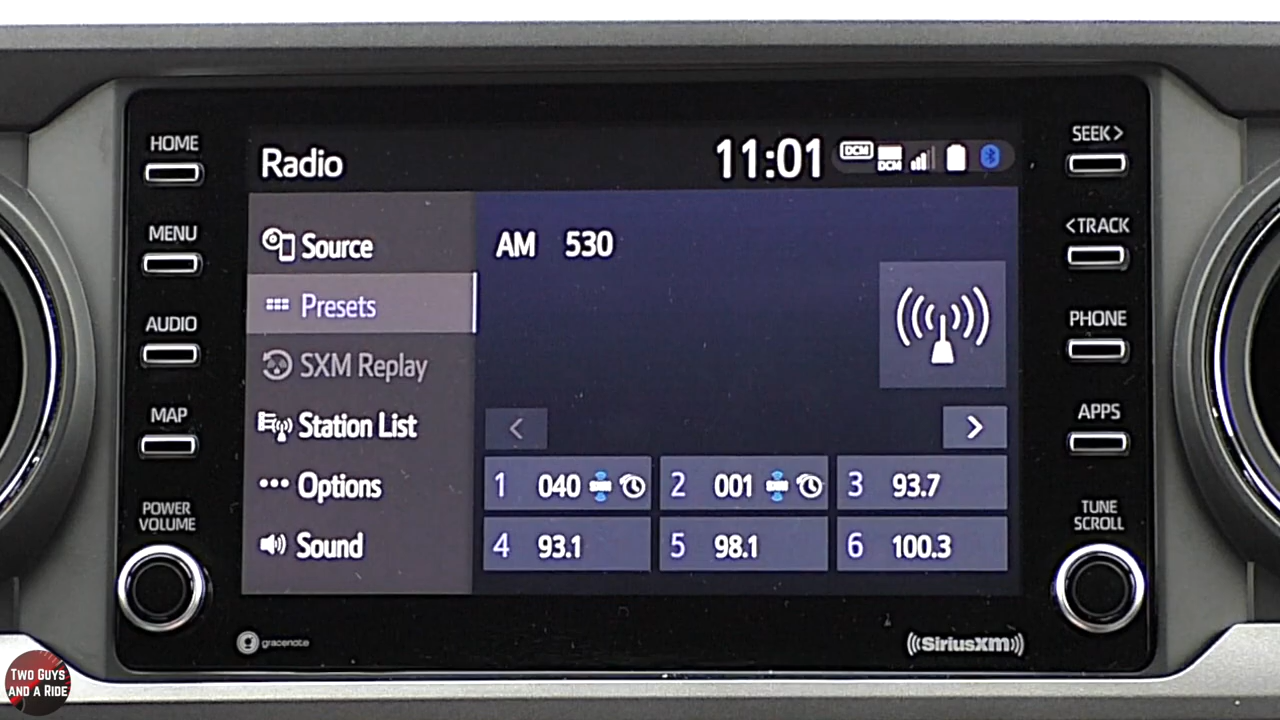 HOME
MENU
AUDIO
MAP
POWER
VOLUME
Radio
11:01
DCM
DCM
Source
Presets
SXM Replay
Station List
Options
Sound
AM 530
<
>
1 040 SXM
2 001 SXM
3 93.7
4 93.1
5 98.1
6 100.3
SEEK >
< TRACK
PHONE
APPS
TUNE
SCROLL
gracenote
((SiriusXM))
TWO GUYS
AND A RIDE